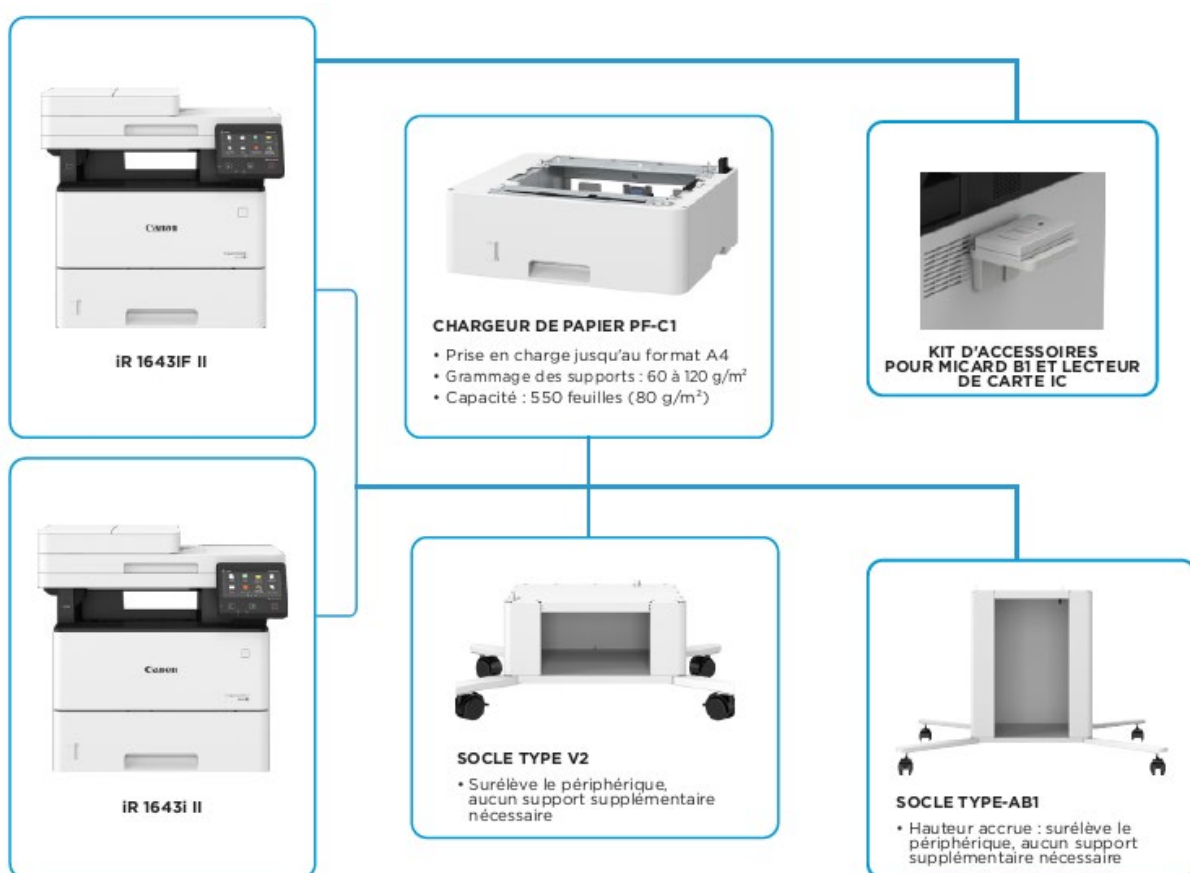 Canon
iR 1643IF II
CHARGEUR DE PAPIER PF-C1
• Prise en charge jusqu'au format A4
• Grammage des supports : 60 à 120 g/m²
• Capacité : 550 feuilles (80 g/m²)
KIT D'ACCESSOIRES
POUR MICARD B1 ET LECTEUR
DE CARTE IC
Canon
iR 1643i II
SOCLE TYPE V2
• Surélève le périphérique,
aucun support supplémentaire
nécessaire
SOCLE TYPE-AB1
• Hauteur accrue : surélève le
périphérique, aucun support
supplémentaire nécessaire